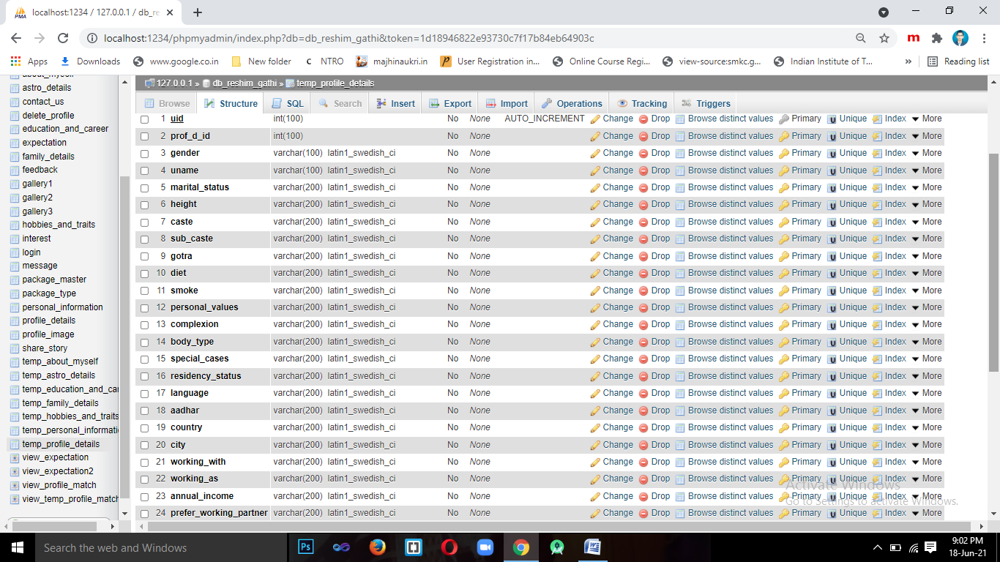 localhost:1234 / 127.0.0.1 / db_re
localhost:1234/phpmyadmin/index.php?db=db_reshim_gathi&token=1d18946822e93730c7f17b84eb64903c
Apps Downloads www.google.co.in New folder NTRO majhinaukri.in User Registration in... Online Course Regi... view-source:smkc.g... Indian Institute of T... » Reading list
about_myself
astro_details
contact_us
delete_profile
education_and_career
expectation
family_details
feedback
gallery1
gallery2
gallery3
hobbies_and_traits
interest
login
message
package_master
package_type
personal_information
profile_details
profile_image
share_story
temp_about_myself
temp_astro_details
temp_education_and_ca
temp_family_details
temp_hobbies_and_traits
temp_personal_informati
temp_profile_details
view_expectation
view_expectation2
view_profile_match
view_temp_profile_match
127.0.0.1 » db_reshim_gathi » temp_profile_details
Browse Structure SQL Search Insert Export Import Operations Tracking Triggers
1 uid int(100) No None AUTO_INCREMENT Change Drop Browse distinct values Primary Unique Index More
2 prof_d_id int(100) No None Change Drop Browse distinct values Primary Unique Index More
3 gender varchar(100) latin1_swedish_ci No None Change Drop Browse distinct values Primary Unique Index More
4 uname varchar(100) latin1_swedish_ci No None Change Drop Browse distinct values Primary Unique Index More
5 marital_status varchar(200) latin1_swedish_ci No None Change Drop Browse distinct values Primary Unique Index More
6 height varchar(200) latin1_swedish_ci No None Change Drop Browse distinct values Primary Unique Index More
7 caste varchar(200) latin1_swedish_ci No None Change Drop Browse distinct values Primary Unique Index More
8 sub_caste varchar(200) latin1_swedish_ci No None Change Drop Browse distinct values Primary Unique Index More
9 gotra varchar(200) latin1_swedish_ci No None Change Drop Browse distinct values Primary Unique Index More
10 diet varchar(200) latin1_swedish_ci No None Change Drop Browse distinct values Primary Unique Index More
11 smoke varchar(200) latin1_swedish_ci No None Change Drop Browse distinct values Primary Unique Index More
12 personal_values varchar(200) latin1_swedish_ci No None Change Drop Browse distinct values Primary Unique Index More
13 complexion varchar(200) latin1_swedish_ci No None Change Drop Browse distinct values Primary Unique Index More
14 body_type varchar(200) latin1_swedish_ci No None Change Drop Browse distinct values Primary Unique Index More
15 special_cases varchar(200) latin1_swedish_ci No None Change Drop Browse distinct values Primary Unique Index More
16 residency_status varchar(200) latin1_swedish_ci No None Change Drop Browse distinct values Primary Unique Index More
17 language varchar(200) latin1_swedish_ci No None Change Drop Browse distinct values Primary Unique Index More
18 aadhar varchar(200) latin1_swedish_ci No None Change Drop Browse distinct values Primary Unique Index More
19 country varchar(200) latin1_swedish_ci No None Change Drop Browse distinct values Primary Unique Index More
20 city varchar(200) latin1_swedish_ci No None Change Drop Browse distinct values Primary Unique Index More
21 working_with varchar(200) latin1_swedish_ci No None Change Drop Browse distinct values Primary Unique Index More
22 working_as varchar(200) latin1_swedish_ci No None Change Drop Browse distinct values Primary Unique Index More
23 annual_income varchar(200) latin1_swedish_ci No None Change Drop Browse distinct values Primary Unique Index More
24 prefer_working_partner varchar(200) latin1_swedish_ci No None Change Drop Browse distinct values Primary Unique Index More
Activate Windows
Go to Settings to activate Windows.
Search the web and Windows
9:02 PM
18-Jun-21